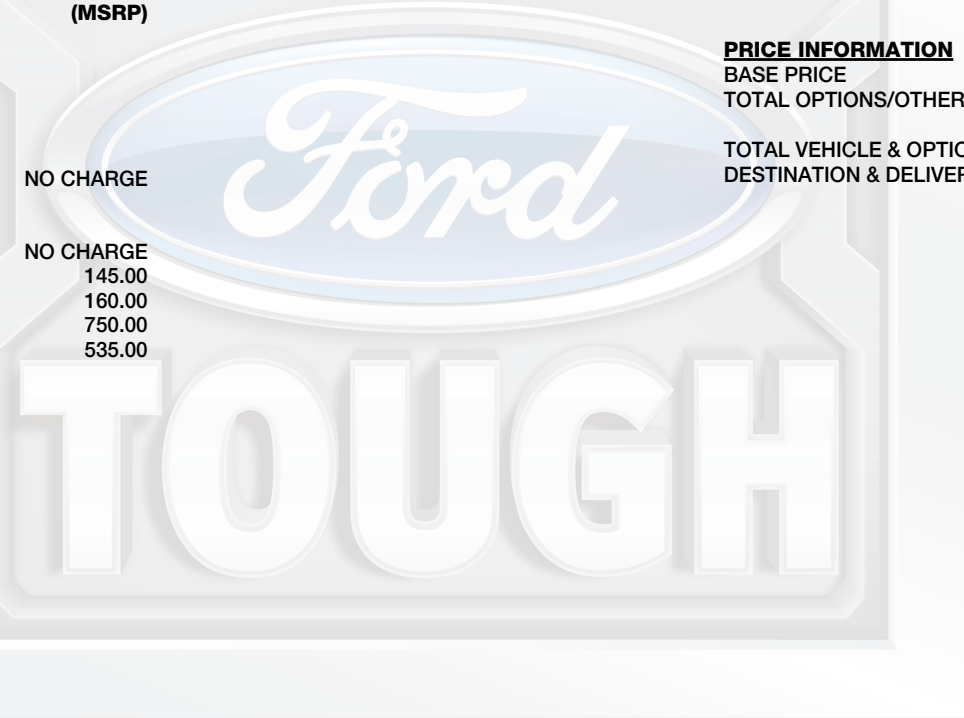 (MSRP)
NO CHARGE
NO CHARGE
145.00
160.00
750.00
535.00
PRICE INFORMATION
BASE PRICE
TOTAL OPTIONS/OTHER
TOTAL VEHICLE & OPTIO
DESTINATION & DELIVER
Ford
TOUGH